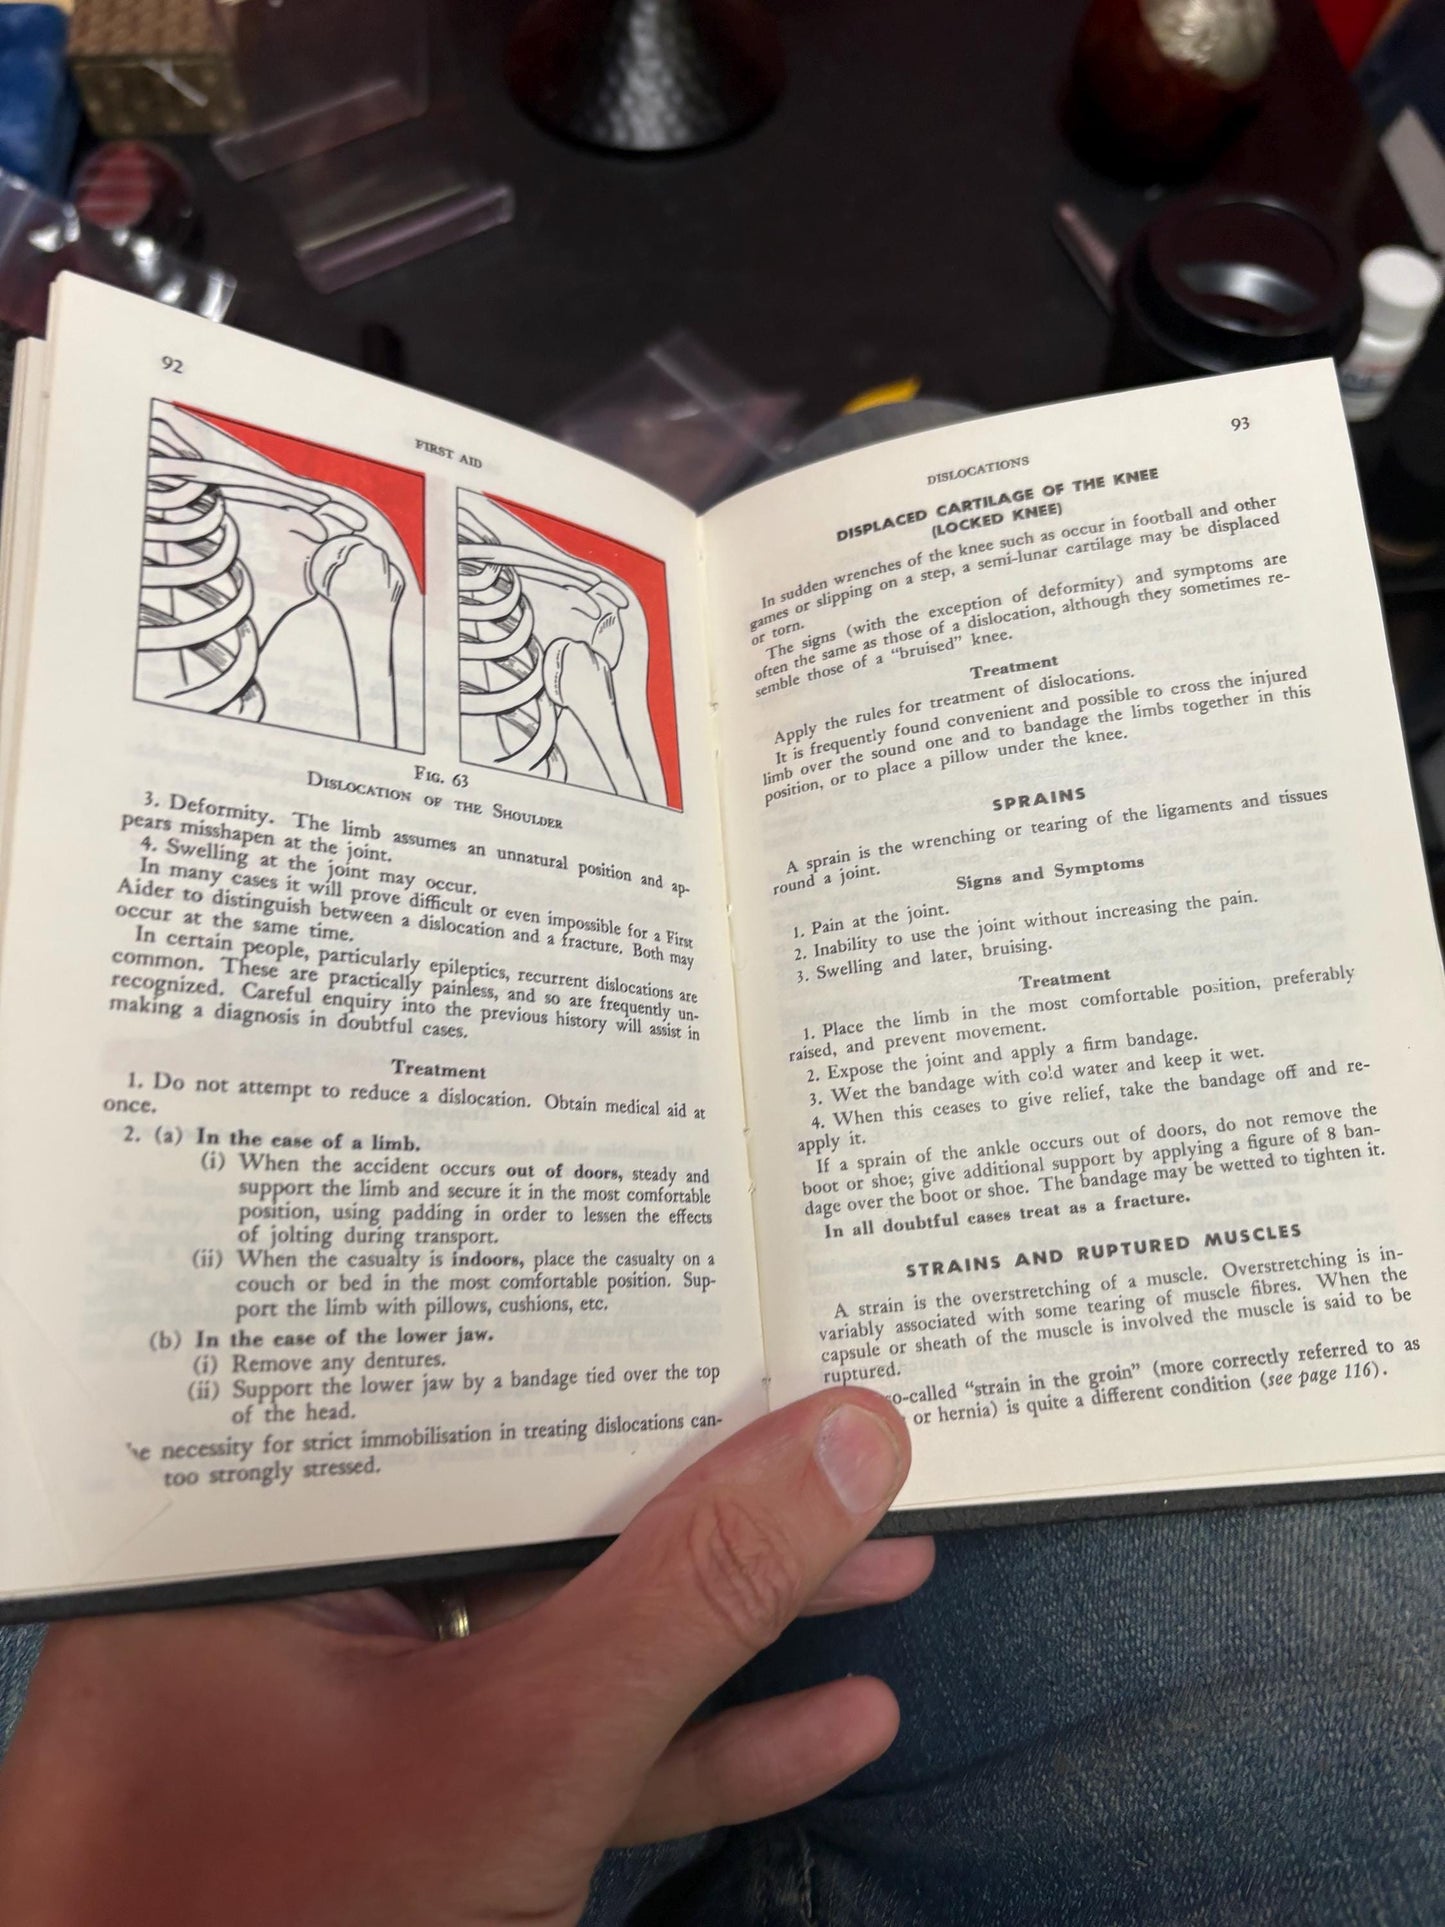 92
FIRST AID
FIG. 63
DISLOCATION OF THE SHOULDER
3. Deformity. The limb assumes an unnatural position and ap-
pears misshapen at the joint.
4. Swelling at the joint may occur.
In many cases it will prove difficult or even impossible for a First
Aider to distinguish between a dislocation and a fracture. Both may
occur at the same time.
In certain people, particularly epileptics, recurrent dislocations are
common. These are practically painless, and so are frequently un-
recognized. Careful enquiry into the previous history will assist in
making a diagnosis in doubtful cases.
Treatment
1. Do not attempt to reduce a dislocation. Obtain medical aid at
once.
2. (a) In the case of a limb.
(i) When the accident occurs out of doors, steady and
support the limb and secure it in the most comfortable
position, using padding in order to lessen the effects
of jolting during transport.
(ii) When the casualty is indoors, place the casualty on a
couch or bed in the most comfortable position. Sup-
port the limb with pillows, cushions, etc.
(b) In the case of the lower jaw.
(i) Remove any dentures.
(ii) Support the lower jaw by a bandage tied over the top
of the head.
necessity for strict immobilisation in treating dislocations can-
too strongly stressed.
93
DISLOCATIONS
DISPLACED CARTILAGE OF THE KNEE
(LOCKED KNEE)
In sudden wrenches of the knee such as occur in football and other
games or slipping on a step, a semi-lunar cartilage may be displaced
or torn.
The signs (with the exception of deformity) and symptoms are
often the same as those of a dislocation, although they sometimes re-
semble those of a "bruised" knee.
Treatment
Apply the rules for treatment of dislocations.
It is frequently found convenient and possible to cross the injured
limb over the sound one and to bandage the limbs together in this
position, or to place a pillow under the knee.
SPRAINS
A sprain is the wrenching or tearing of the ligaments and tissues
round a joint.
Signs and Symptoms
1. Pain at the joint.
2. Inability to use the joint without increasing the pain.
3. Swelling and later, bruising.
Treatment
1. Place the limb in the most comfortable position, preferably
raised, and prevent movement.
2. Expose the joint and apply a firm bandage.
3. Wet the bandage with cold water and keep it wet.
4. When this ceases to give relief, take the bandage off and re-
apply it.
If a sprain of the ankle occurs out of doors, do not remove the
boot or shoe; give additional support by applying a figure of 8 ban-
dage over the boot or shoe. The bandage may be wetted to tighten it.
In all doubtful cases treat as a fracture.
STRAINS AND RUPTURED MUSCLES
A strain is the overstretching of a muscle. Overstretching is in-
variably associated with some tearing of muscle fibres. When the
capsule or sheath of the muscle is involved the muscle is said to be
ruptured.
so-called "strain in the groin" (more correctly referred to as
or hernia) is quite a different condition (see page 116).